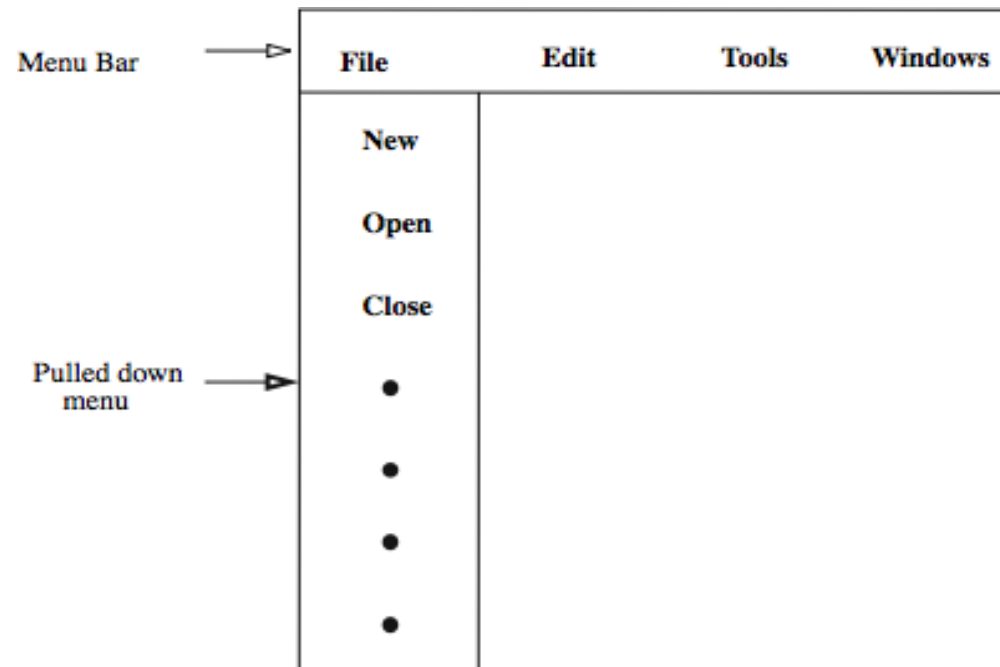 Menu Bar
File Edit Tools Windows
New
Open
Close
Pulled down
menu